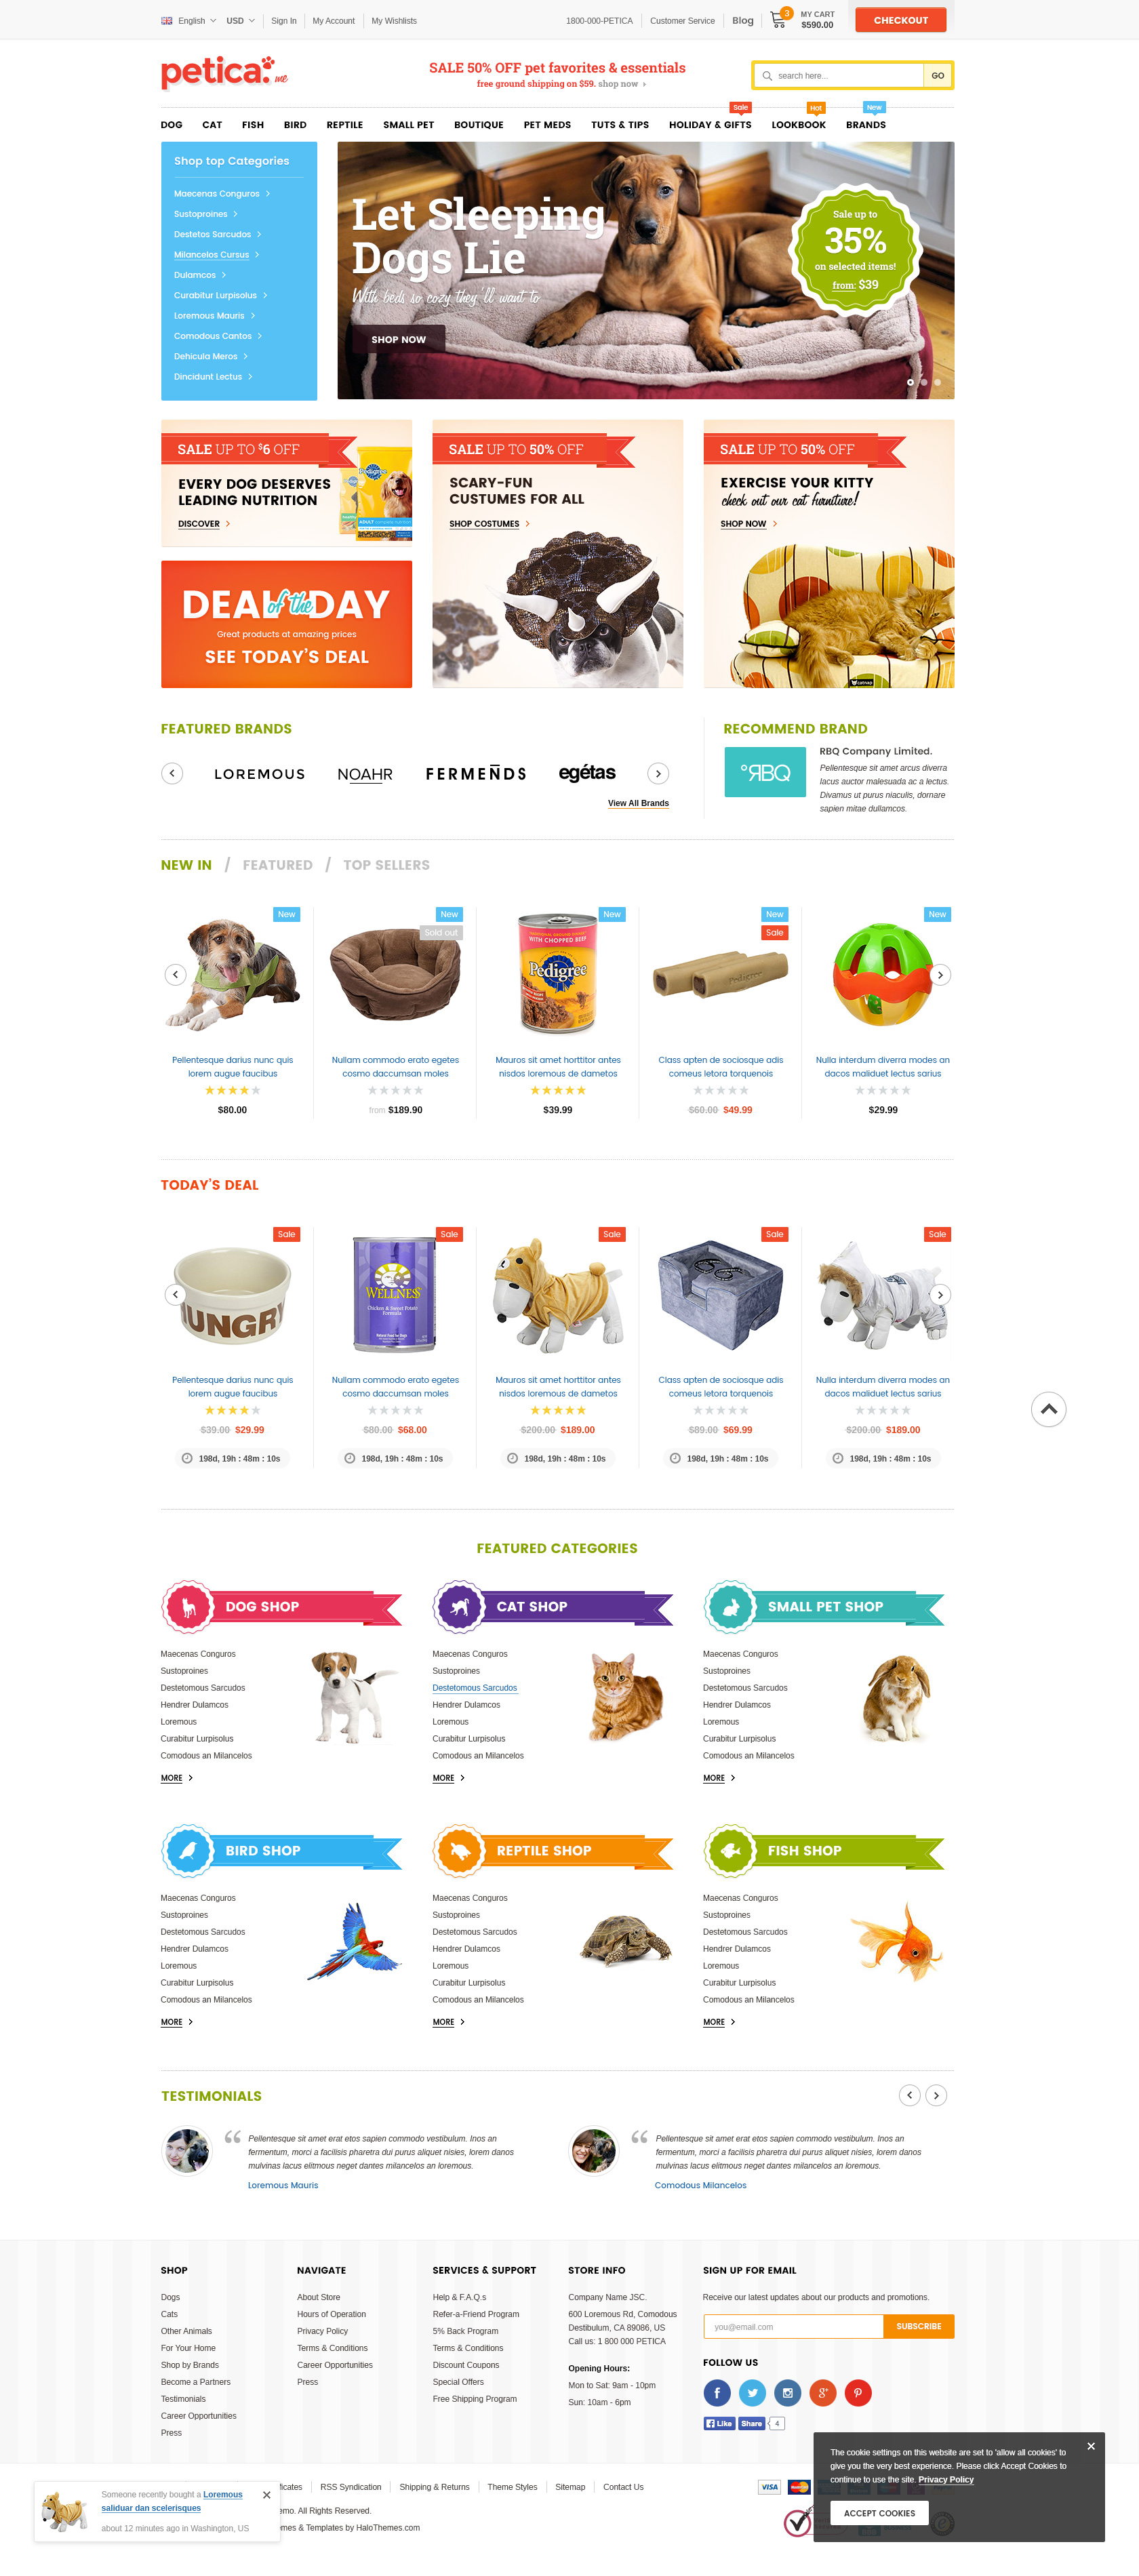 English USD Sign In My Account My Wishlists 1800-000-PETICA Customer Service Blog 3 MY CART $590.00 CHECKOUT
petica.me
SALE 50% OFF pet favorites & essentials
free ground shipping on $59. shop now
search here... GO
Sale Hot New
DOG CAT FISH BIRD REPTILE SMALL PET BOUTIQUE PET MEDS TUTS & TIPS HOLIDAY & GIFTS LOOKBOOK BRANDS
Shop top Categories
Maecenas Conguros
Sustoproines
Destetos Sarcudos
Milancelos Cursus
Dulamcos
Curabitur Lurpisolus
Loremous Mauris
Comodous Cantos
Dehicula Meros
Dincidunt Lectus
Let Sleeping
Dogs Lie
With beds so cozy they'll want to
SHOP NOW
Sale up to
35%
on selected items!
from: $39
SALE UP TO $6 OFF
EVERY DOG DESERVES
LEADING NUTRITION
DISCOVER
Pedigree
ADULT complete nutrition
DEAL of the DAY
Great products at amazing prices
SEE TODAY'S DEAL
SALE UP TO 50% OFF
SCARY-FUN
CUSTUMES FOR ALL
SHOP COSTUMES
SALE UP TO 50% OFF
EXERCISE YOUR KITTY
check out our cat furniture!
SHOP NOW
catnap
FEATURED BRANDS
LOREMOUS NOAHR FERMENDS egétas
View All Brands
RECOMMEND BRAND
RBQ
RBQ Company Limited.
Pellentesque sit amet arcus diverra
lacus auctor malesuada ac a lectus.
Divamus ut purus niaculis, dornare
sapien mitae dullamcos.
NEW IN / FEATURED / TOP SELLERS
New New New New New
Sold out Sale
WITH CHOPPED BEEF
Pedigree
Pedigree
Pellentesque darius nunc quis
lorem augue faucibus
$80.00
Nullam commodo erato egetes
cosmo daccumsan moles
from $189.90
Mauros sit amet horttitor antes
nisdos loremous de dametos
$39.99
Class apten de sociosque adis
comeus letora torquenois
$60.00 $49.99
Nulla interdum diverra modes an
dacos maliduet lectus sarius
$29.99
TODAY'S DEAL
Sale Sale Sale Sale Sale
HUNGRY
WELLNESS
Chicken & Sweet Potato
Formula
Pellentesque darius nunc quis
lorem augue faucibus
$39.00 $29.99
198d, 19h : 48m : 10s
Nullam commodo erato egetes
cosmo daccumsan moles
$80.00 $68.00
198d, 19h : 48m : 10s
Mauros sit amet horttitor antes
nisdos loremous de dametos
$200.00 $189.00
198d, 19h : 48m : 10s
Class apten de sociosque adis
comeus letora torquenois
$89.00 $69.99
198d, 19h : 48m : 10s
Nulla interdum diverra modes an
dacos maliduet lectus sarius
$200.00 $189.00
198d, 19h : 48m : 10s
FEATURED CATEGORIES
DOG SHOP
Maecenas Conguros
Sustoproines
Destetomous Sarcudos
Hendrer Dulamcos
Loremous
Curabitur Lurpisolus
Comodous an Milancelos
MORE
CAT SHOP
Maecenas Conguros
Sustoproines
Destetomous Sarcudos
Hendrer Dulamcos
Loremous
Curabitur Lurpisolus
Comodous an Milancelos
MORE
SMALL PET SHOP
Maecenas Conguros
Sustoproines
Destetomous Sarcudos
Hendrer Dulamcos
Loremous
Curabitur Lurpisolus
Comodous an Milancelos
MORE
BIRD SHOP
Maecenas Conguros
Sustoproines
Destetomous Sarcudos
Hendrer Dulamcos
Loremous
Curabitur Lurpisolus
Comodous an Milancelos
MORE
REPTILE SHOP
Maecenas Conguros
Sustoproines
Destetomous Sarcudos
Hendrer Dulamcos
Loremous
Curabitur Lurpisolus
Comodous an Milancelos
MORE
FISH SHOP
Maecenas Conguros
Sustoproines
Destetomous Sarcudos
Hendrer Dulamcos
Loremous
Curabitur Lurpisolus
Comodous an Milancelos
MORE
TESTIMONIALS
Pellentesque sit amet erat etos sapien commodo vestibulum. Inos an
fermentum, morci a facilisis pharetra dui purus aliquet nisies, lorem dantos
mulvinas lacus elitmous neget dantes milancelos an loremous.
Loremous Mauris
Pellentesque sit amet erat etos sapien commodo vestibulum. Inos an
fermentum, morci a facilisis pharetra dui purus aliquet nisies, lorem dantos
mulvinas lacus elitmous neget dantes milancelos an loremous.
Comodous Milancelos
SHOP
Dogs
Cats
Other Animals
For Your Home
Shop by Brands
Become a Partners
Testimonials
Career Opportunities
Press
NAVIGATE
About Store
Hours of Operation
Privacy Policy
Terms & Conditions
Career Opportunities
Press
SERVICES & SUPPORT
Help & F.A.Q.s
Refer-a-Friend Program
5% Back Program
Terms & Conditions
Discount Coupons
Special Offers
Free Shipping Program
STORE INFO
Company Name JSC.
600 Loremous Rd, Comodous
Destibulum, CA 89086, US
Call us: 1 800 000 PETICA
Opening Hours:
Mon to Sat: 9am - 10pm
Sun: 10am - 6pm
SIGN UP FOR EMAIL
Receive our latest updates about our products and promotions.
you@email.com SUBSCRIBE
FOLLOW US
Like Share 4
ficates RSS Syndication Shipping & Returns Theme Styles Sitemap Contact Us
VISA MasterCard
emo. All Rights Reserved.
emes & Templates by HaloThemes.com
Someone recently bought a Loremous
saliduar dan scelerisques
about 12 minutes ago in Washington, US
The cookie settings on this website are set to 'allow all cookies' to
give you the very best experience. Please click Accept Cookies to
continue to use the site. Privacy Policy
ACCEPT COOKIES